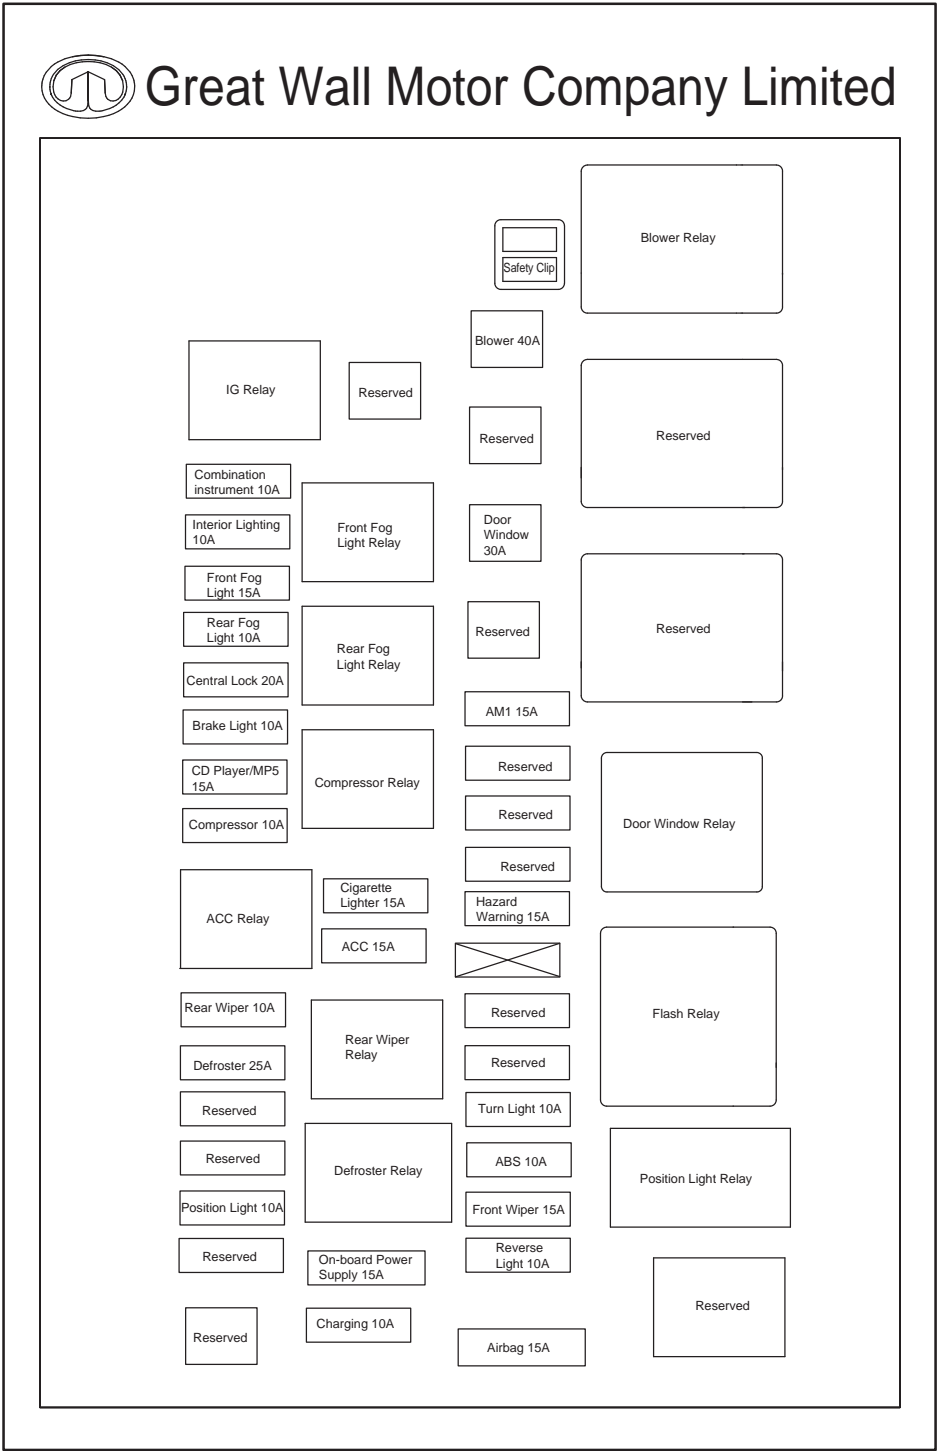 Great Wall Motor Company Limited
Blower Relay
Safety Clip
Blower 40A
IG Relay
Reserved
Reserved
Reserved
Combination
instrument 10A
Interior Lighting
10A
Front Fog
Light Relay
Door
Window
30A
Front Fog
Light 15A
Rear Fog
Light 10A
Reserved
Reserved
Rear Fog
Light Relay
Central Lock 20A
AM1 15A
Brake Light 10A
CD Player/MP5
15A
Compressor Relay
Reserved
Compressor 10A
Reserved
Door Window Relay
Reserved
Cigarette
Lighter 15A
Hazard
Warning 15A
ACC Relay
ACC 15A
Rear Wiper 10A
Reserved
Flash Relay
Rear Wiper
Relay
Defroster 25A
Reserved
Reserved
Turn Light 10A
Reserved
Defroster Relay
ABS 10A
Position Light Relay
Position Light 10A
Front Wiper 15A
Reserved
On-board Power
Supply 15A
Reverse
Light 10A
Reserved
Reserved
Charging 10A
Airbag 15A